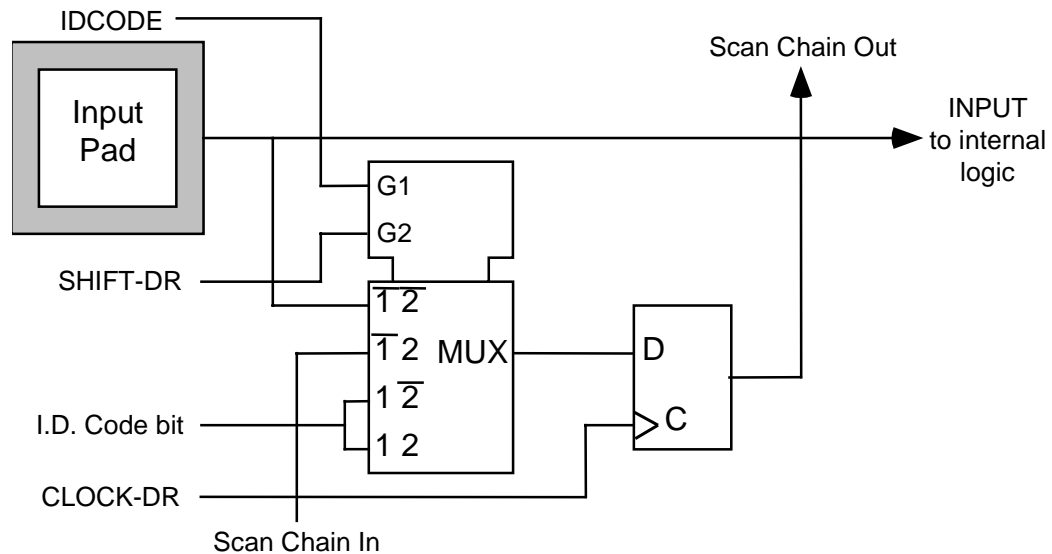 IDCODE
Scan Chain Out
Input
Pad
INPUT
to internal
logic
G1
G2
SHIFT-DR
1̅ 2̅
1̅ 2
MUX
D
1 2̅
I.D. Code bit
1 2
C
CLOCK-DR
Scan Chain In